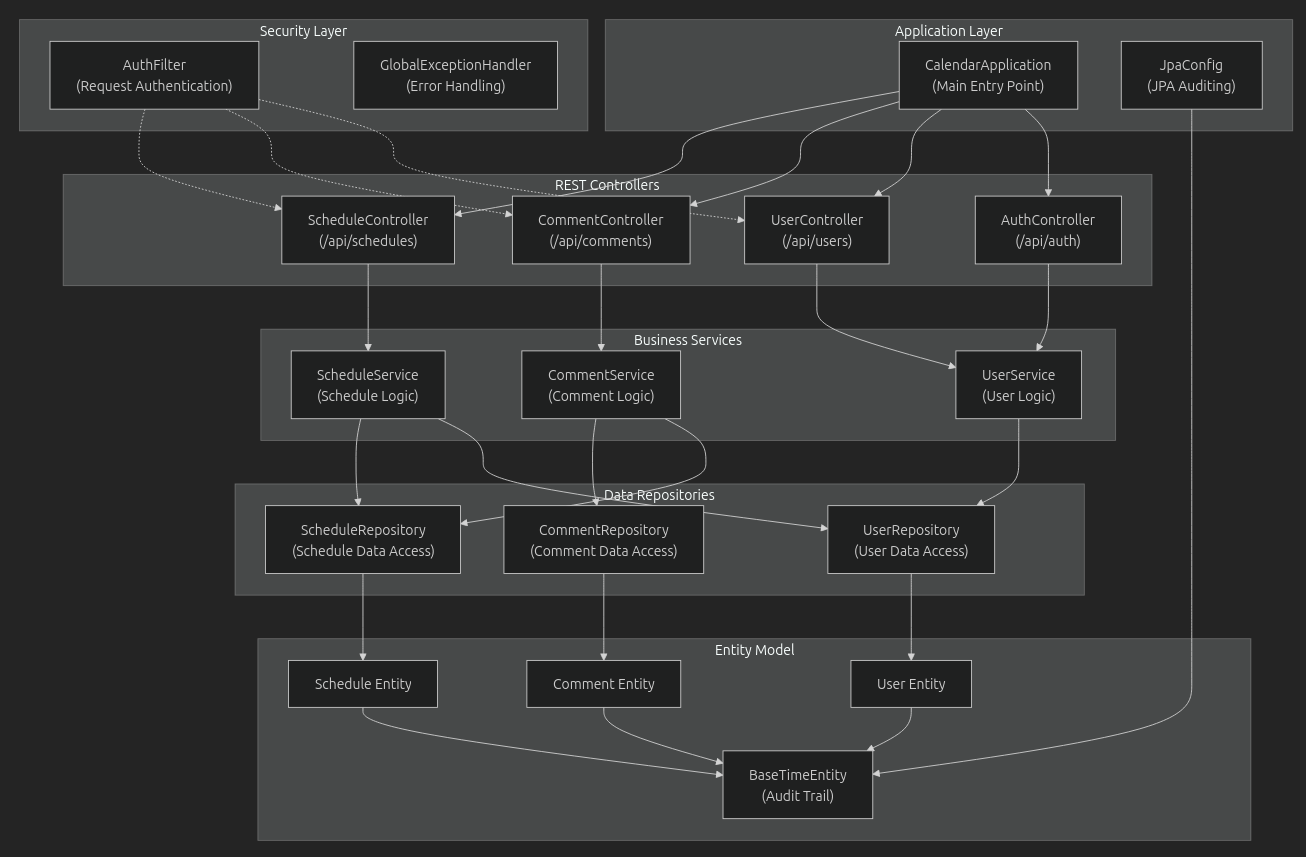 Security Layer
AuthFilter
(Request Authentication)
GlobalExceptionHandler
(Error Handling)
Application Layer
CalendarApplication
(Main Entry Point)
JpaConfig
(JPA Auditing)
REST Controllers
ScheduleController
(/api/schedules)
CommentController
(/api/comments)
UserController
(/api/users)
AuthController
(/api/auth)
Business Services
ScheduleService
(Schedule Logic)
CommentService
(Comment Logic)
UserService
(User Logic)
Data Repositories
ScheduleRepository
(Schedule Data Access)
CommentRepository
(Comment Data Access)
UserRepository
(User Data Access)
Entity Model
Schedule Entity
Comment Entity
User Entity
BaseTimeEntity
(Audit Trail)